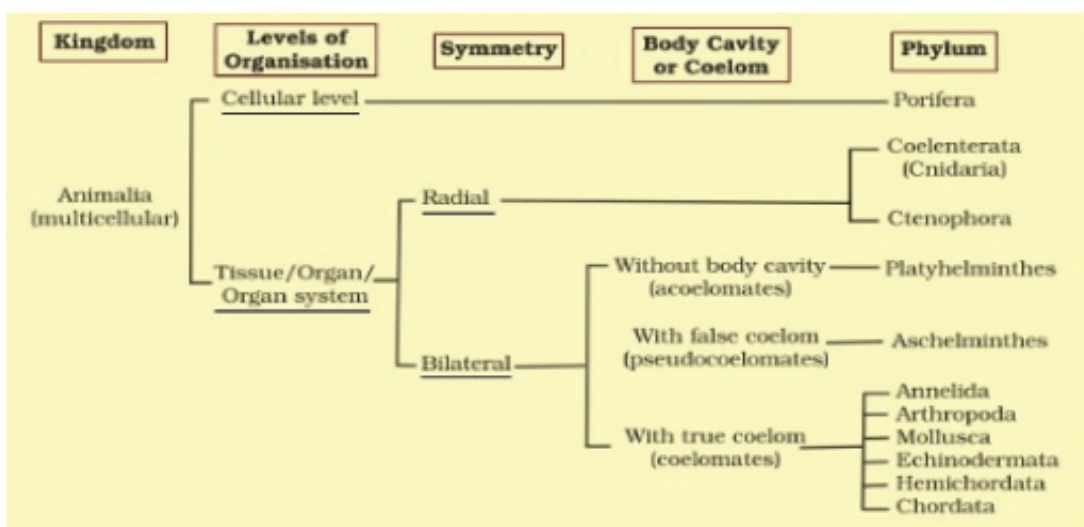 Kingdom
Levels of
Organisation
Symmetry
Body Cavity
or Coelom
Phylum
Cellular level
Porifera
Animalia
(multicellular)
Tissue/Organ/
Organ system
Radial
Coelenterata
(Cnidaria)
Ctenophora
Bilateral
Without body cavity
(acoelomates)
Platyhelminthes
With false coelom
(pseudocoelomates)
Aschelminthes
With true coelom
(coelomates)
Annelida
Arthropoda
Mollusca
Echinodermata
Hemichordata
Chordata